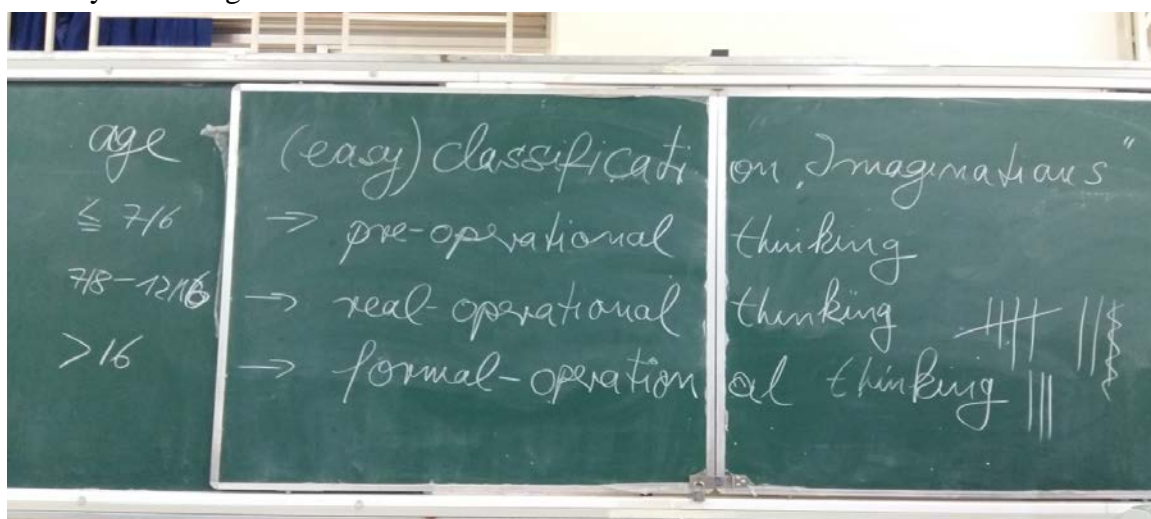 age (easy) classification „Imaginations“
≦ 7/6 → pre-operational thinking
7/8 – 12/16 → real-operational thinking
>16 → formal-operational thinking